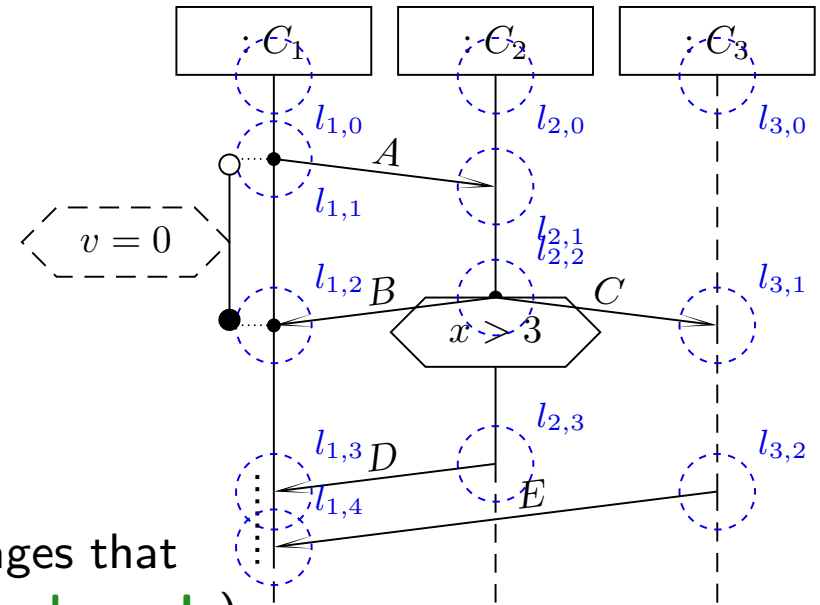 : C₁ : C₂ : C₃
l₁,₀ l₂,₀ l₃,₀
A
l₁,₁
l₂,₁
v = 0
l₂,₂
l₁,₂ B C l₃,₁
x > 3
l₂,₃
l₁,₃ D l₃,₂
l₁,₄ E
nges that